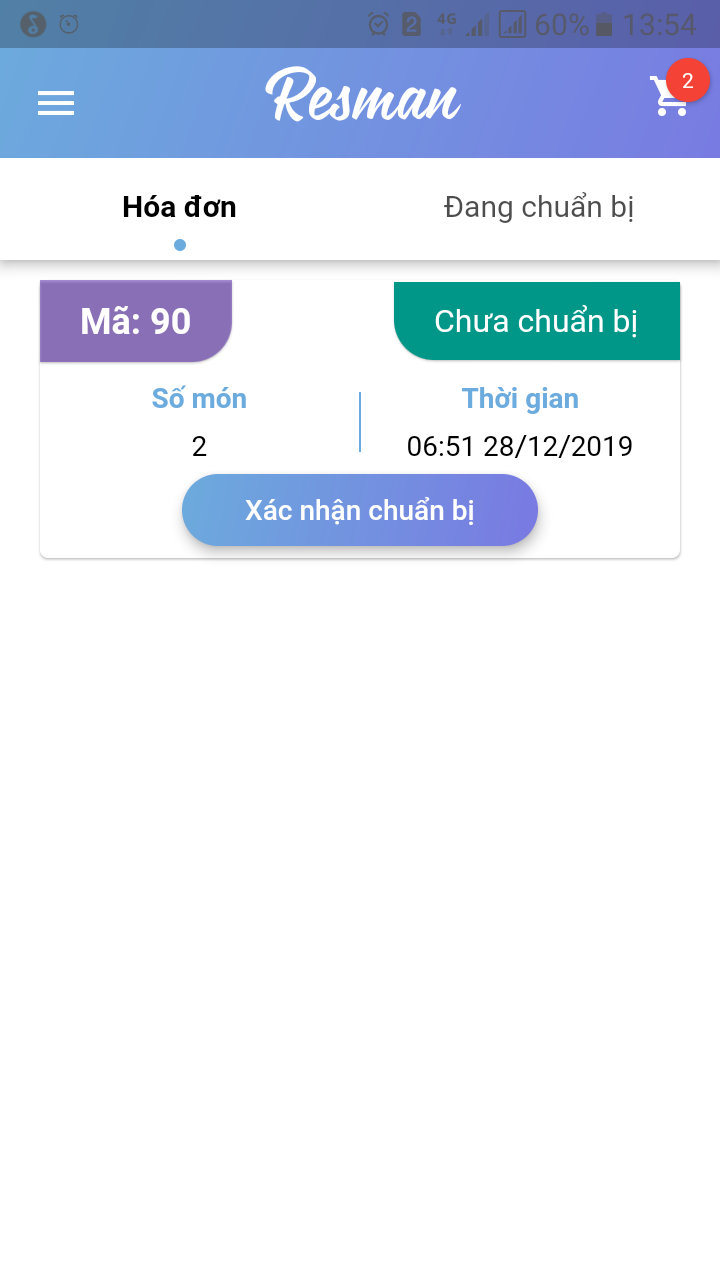 2 4G 60% 13:54
Resman 2
Hóa đơn Đang chuẩn bị
Mã: 90 Chưa chuẩn bị
Số món Thời gian
2 06:51 28/12/2019
Xác nhận chuẩn bị